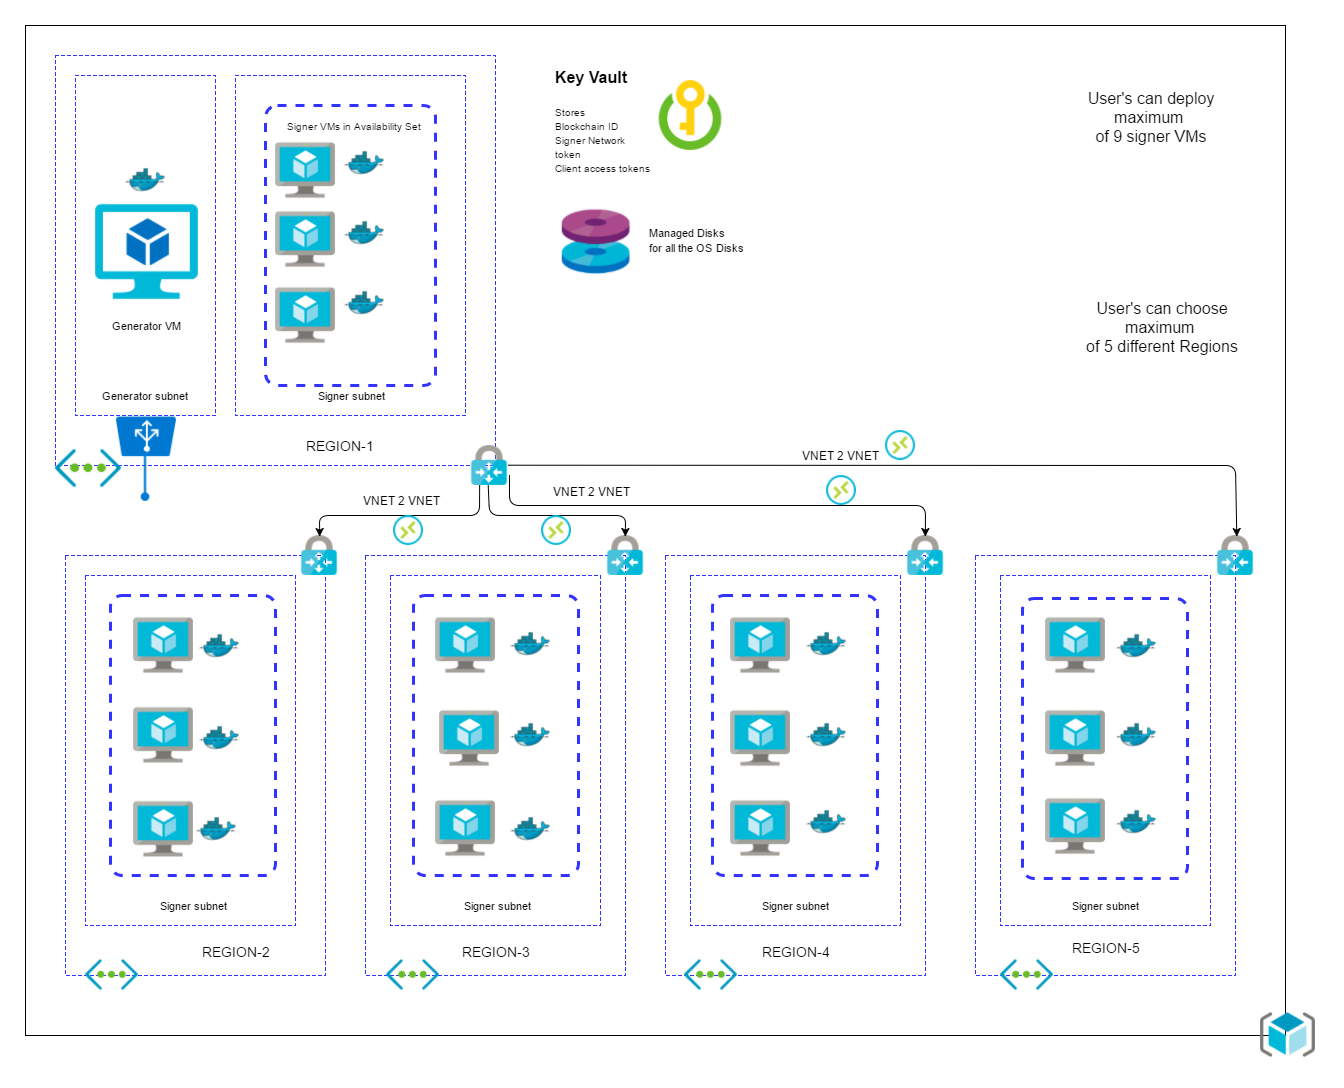 Key Vault
Stores
Blockchain ID
Signer Network
token
Client access tokens
User's can deploy
maximum
of 9 signer VMs
Signer VMs in Availability Set
Managed Disks
for all the OS Disks
Generator VM
User's can choose
maximum
of 5 different Regions
Generator subnet
Signer subnet
REGION-1
VNET 2 VNET
VNET 2 VNET
VNET 2 VNET
Signer subnet
Signer subnet
Signer subnet
Signer subnet
REGION-2
REGION-3
REGION-4
REGION-5